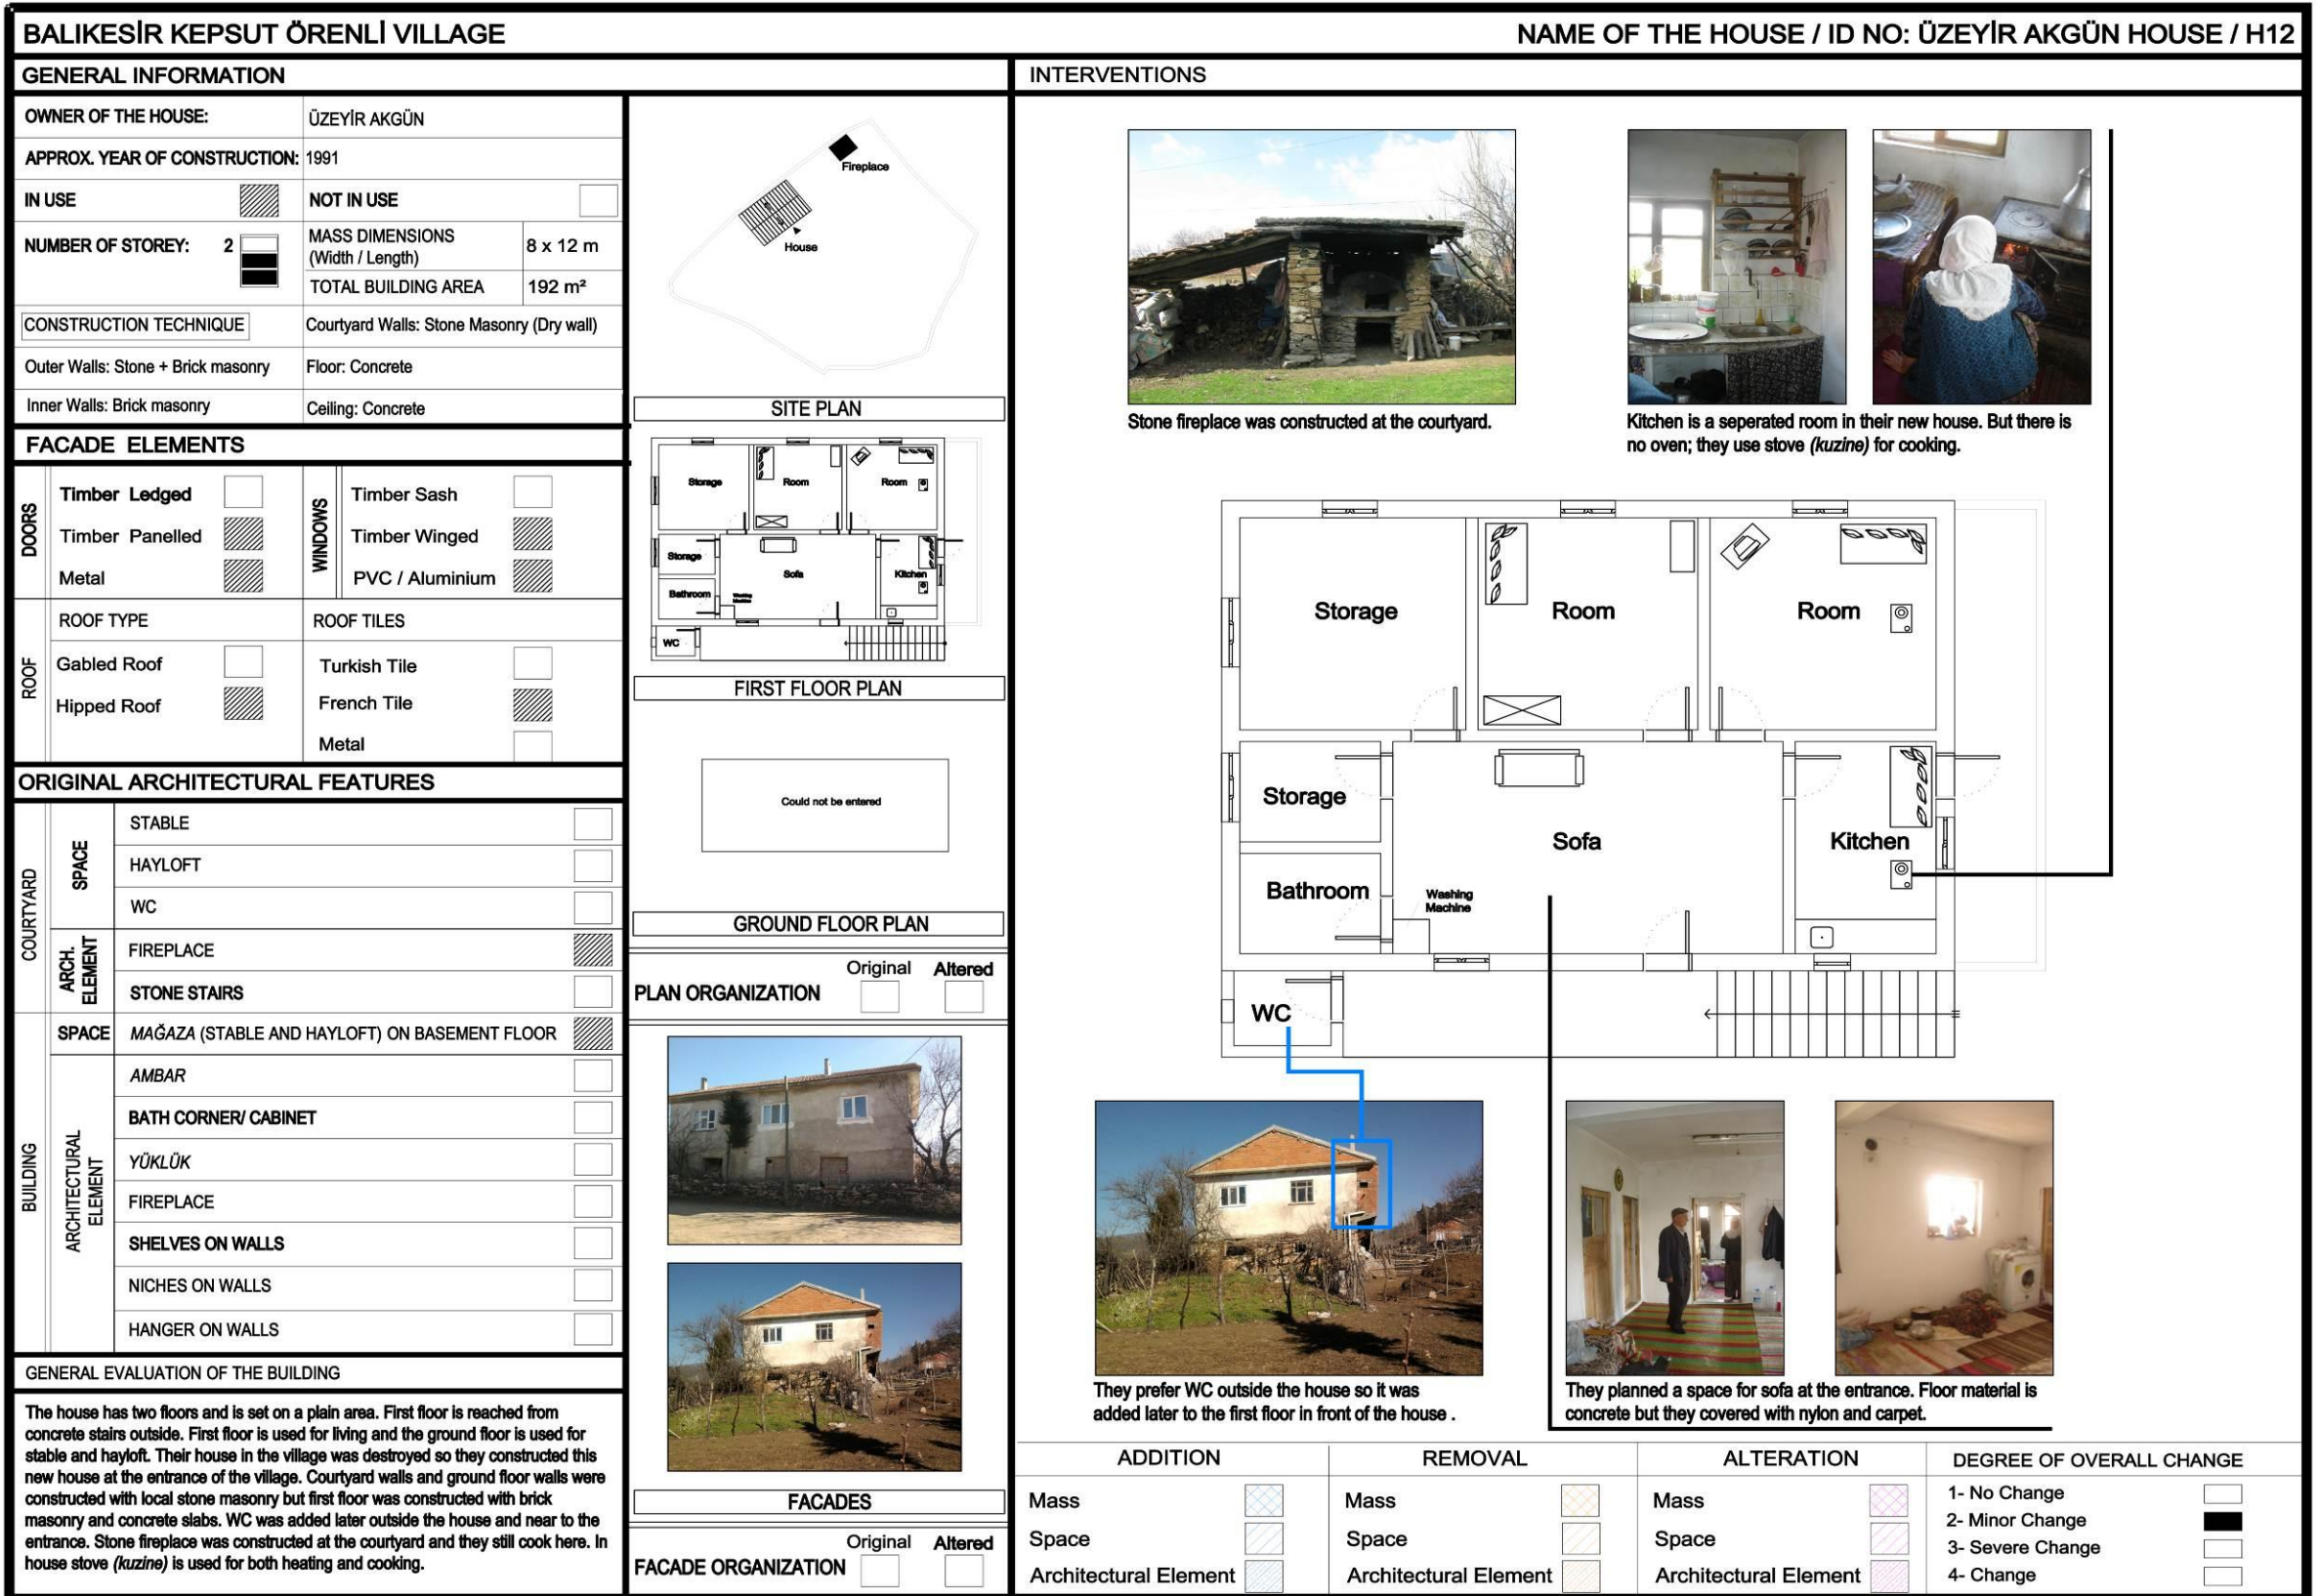 BALIKESİR KEPSUT ÖRENLİ VILLAGE
NAME OF THE HOUSE / ID NO: ÜZEYİR AKGÜN HOUSE / H12
GENERAL INFORMATION
OWNER OF THE HOUSE: ÜZEYİR AKGÜN
APPROX. YEAR OF CONSTRUCTION: 1991
IN USE NOT IN USE
NUMBER OF STOREY: 2
MASS DIMENSIONS
(Width / Length) 8 x 12 m
TOTAL BUILDING AREA 192 m²
CONSTRUCTION TECHNIQUE Courtyard Walls: Stone Masonry (Dry wall)
Outer Walls: Stone + Brick masonry Floor: Concrete
Inner Walls: Brick masonry Ceiling: Concrete
FACADE ELEMENTS
DOORS
Timber Ledged
Timber Panelled
Metal
WINDOWS
Timber Sash
Timber Winged
PVC / Aluminium
ROOF
ROOF TYPE
Gabled Roof
Hipped Roof
ROOF TILES
Turkish Tile
French Tile
Metal
ORIGINAL ARCHITECTURAL FEATURES
COURTYARD
SPACE
STABLE
HAYLOFT
WC
ARCH.
ELEMENT
FIREPLACE
STONE STAIRS
BUILDING
SPACE
MAĞAZA (STABLE AND HAYLOFT) ON BASEMENT FLOOR
ARCHITECTURAL
ELEMENT
AMBAR
BATH CORNER/ CABINET
YÜKLÜK
FIREPLACE
SHELVES ON WALLS
NICHES ON WALLS
HANGER ON WALLS
GENERAL EVALUATION OF THE BUILDING
The house has two floors and is set on a plain area. First floor is reached from
concrete stairs outside. First floor is used for living and the ground floor is used for
stable and hayloft. Their house in the village was destroyed so they constructed this
new house at the entrance of the village. Courtyard walls and ground floor walls were
constructed with local stone masonry but first floor was constructed with brick
masonry and concrete slabs. WC was added later outside the house and near to the
entrance. Stone fireplace was constructed at the courtyard and they still cook here. In
house stove (kuzine) is used for both heating and cooking.
Fireplace
House
SITE PLAN
Storage
Room
Room
Storage
Sofa
Kitchen
Bathroom
Washing
Machine
WC
FIRST FLOOR PLAN
Could not be entered
GROUND FLOOR PLAN
Original Altered
PLAN ORGANIZATION
FACADES
Original Altered
FACADE ORGANIZATION
INTERVENTIONS
Stone fireplace was constructed at the courtyard.
Kitchen is a seperated room in their new house. But there is
no oven; they use stove (kuzine) for cooking.
Storage
Room
Room
Storage
Sofa
Kitchen
Bathroom
Washing
Machine
WC
They prefer WC outside the house so it was
added later to the first floor in front of the house .
They planned a space for sofa at the entrance. Floor material is
concrete but they covered with nylon and carpet.
ADDITION
Mass
Space
Architectural Element
REMOVAL
Mass
Space
Architectural Element
ALTERATION
Mass
Space
Architectural Element
DEGREE OF OVERALL CHANGE
1- No Change
2- Minor Change
3- Severe Change
4- Change